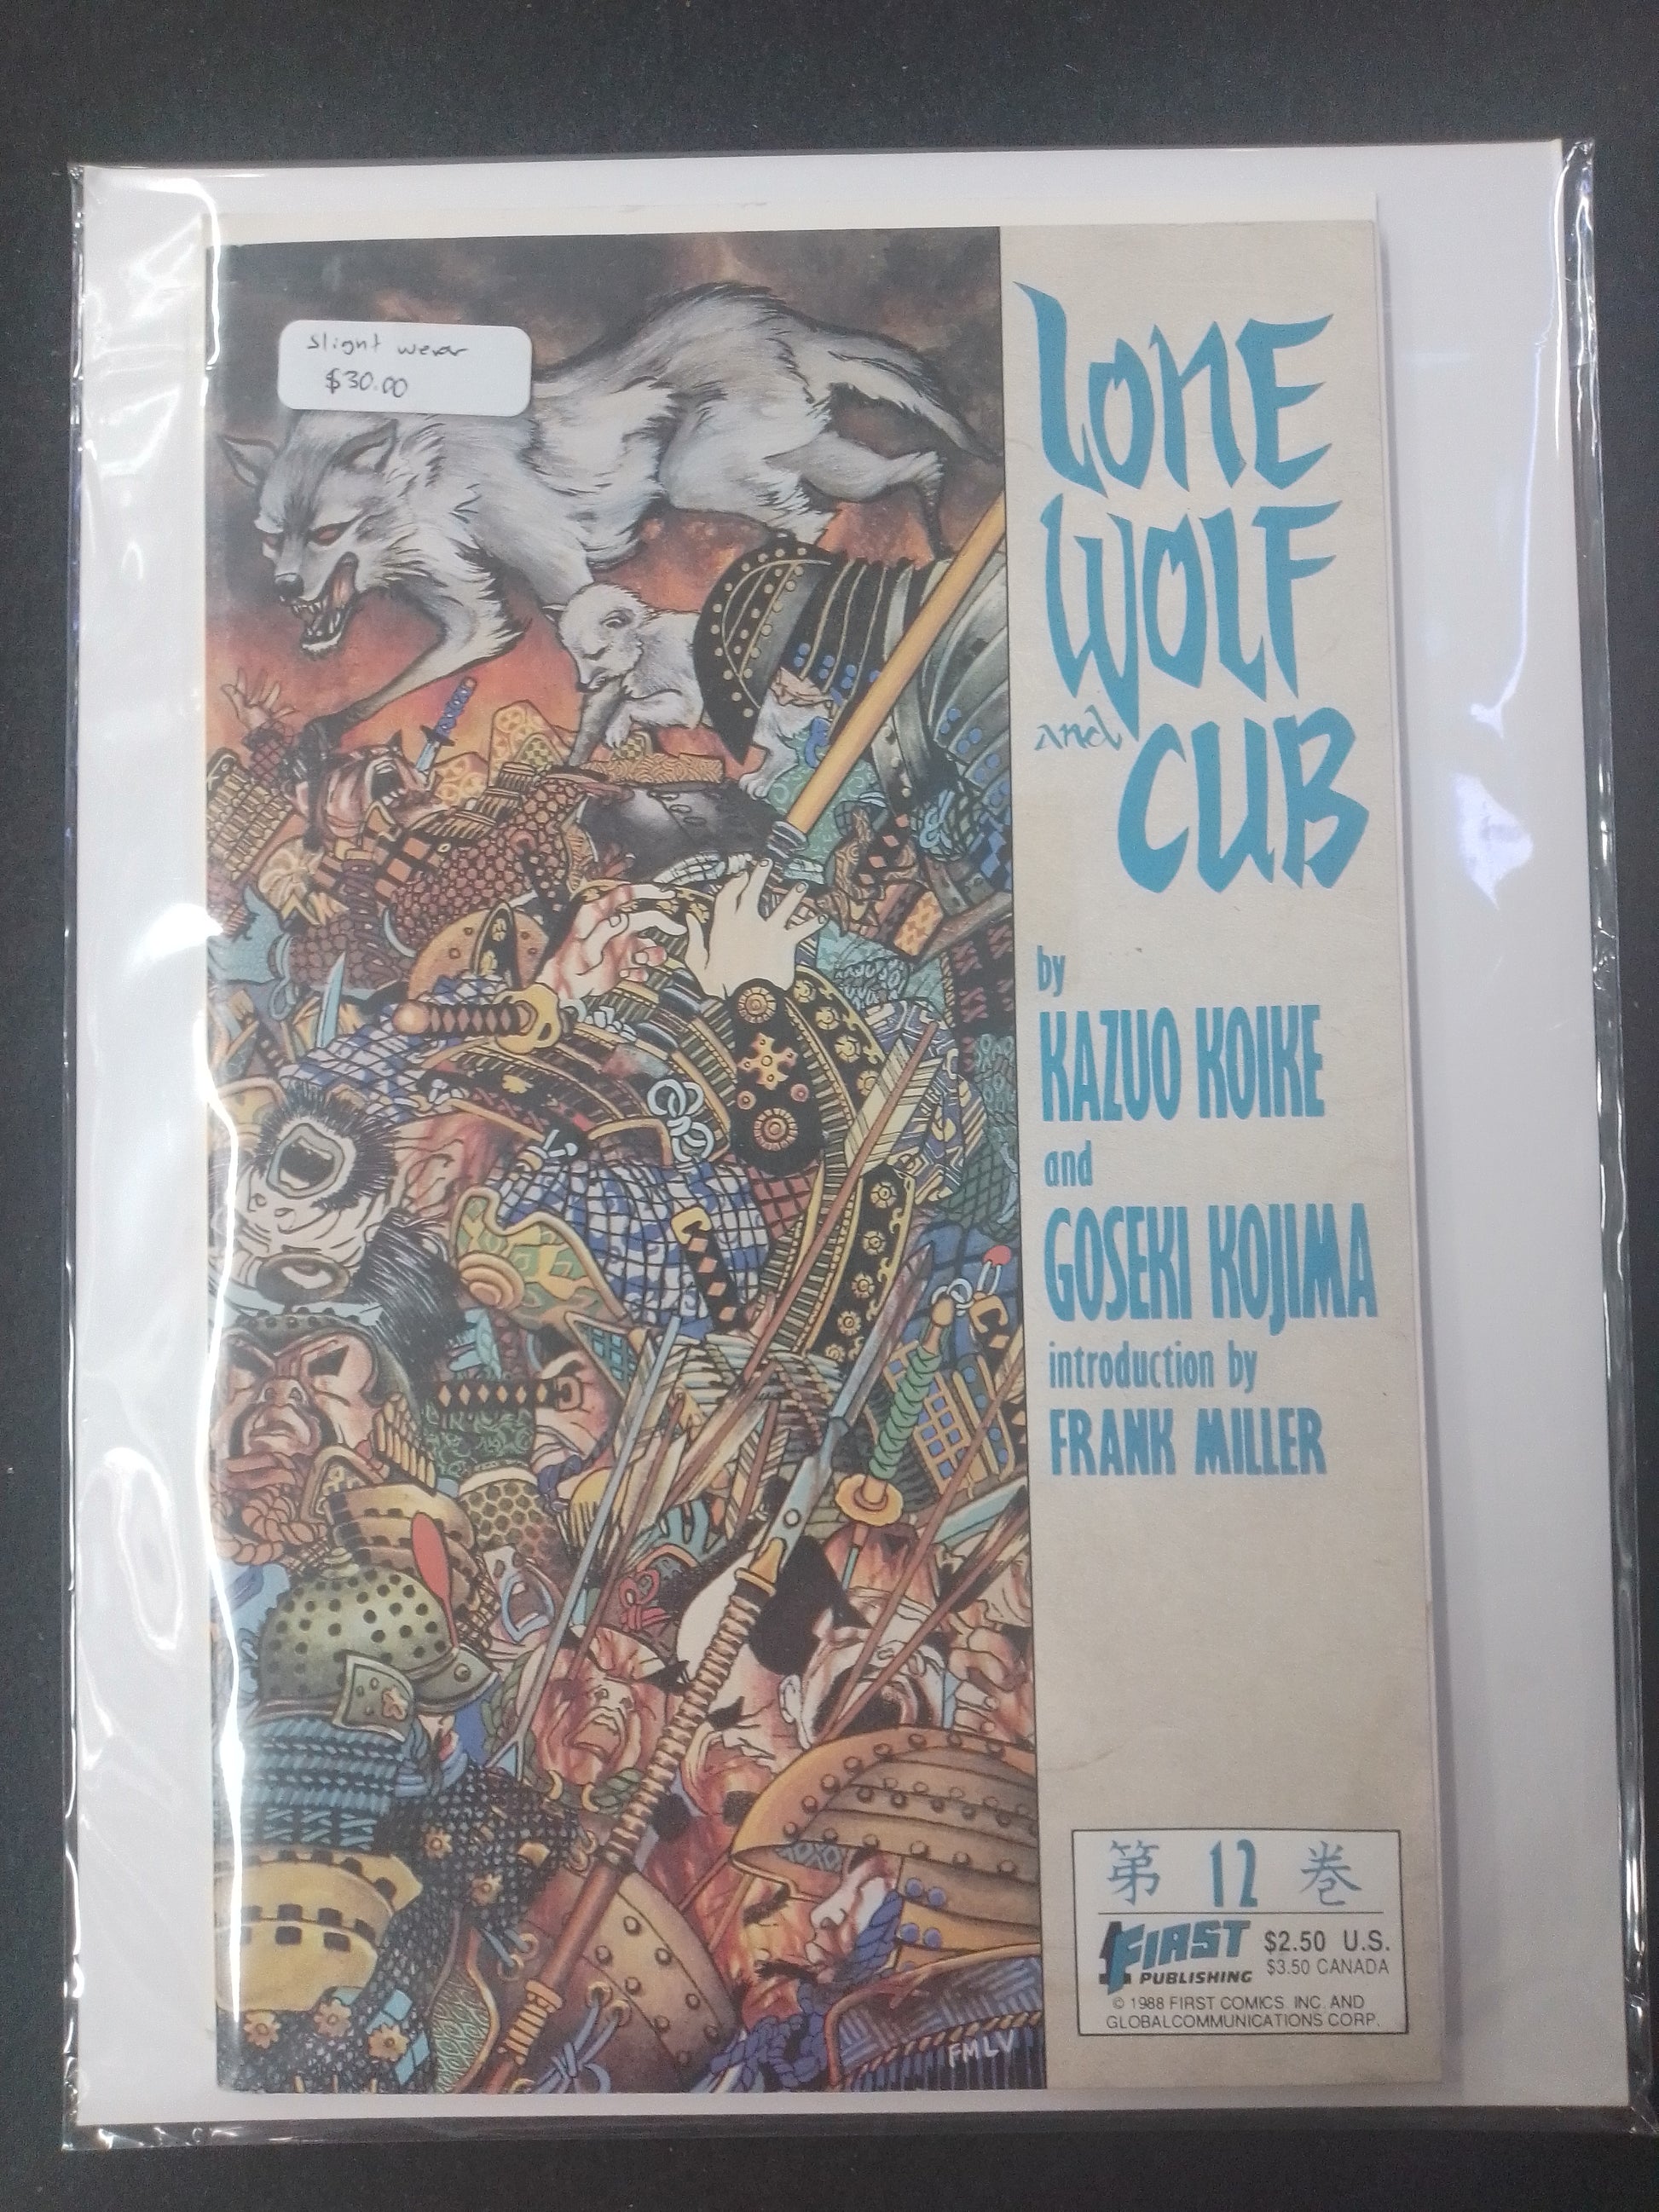 slight wear
$30.00
LONE
WOLF
and CUB
by
KAZUO KOIKE
and
GOSEKI KOJIMA
introduction by
FRANK MILLER
第 12 巻
FIRST
PUBLISHING
$2.50 U.S.
$3.50 CANADA
© 1988 FIRST COMICS, INC. AND
GLOBALCOMMUNICATIONS CORP.
FMLV